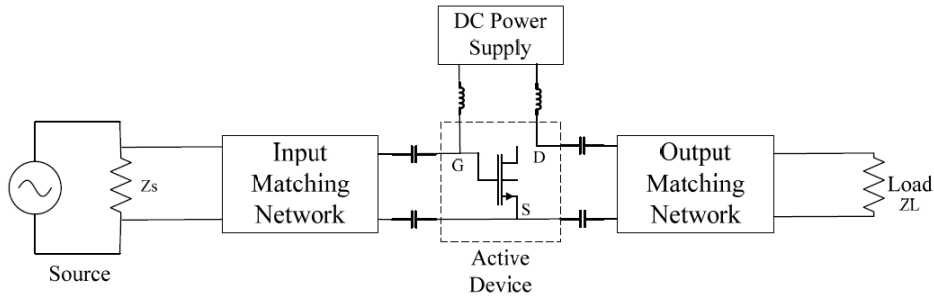 DC Power
Supply
G
D
S
Input
Matching
Network
Output
Matching
Network
Zs
Load
ZL
Source
Active
Device